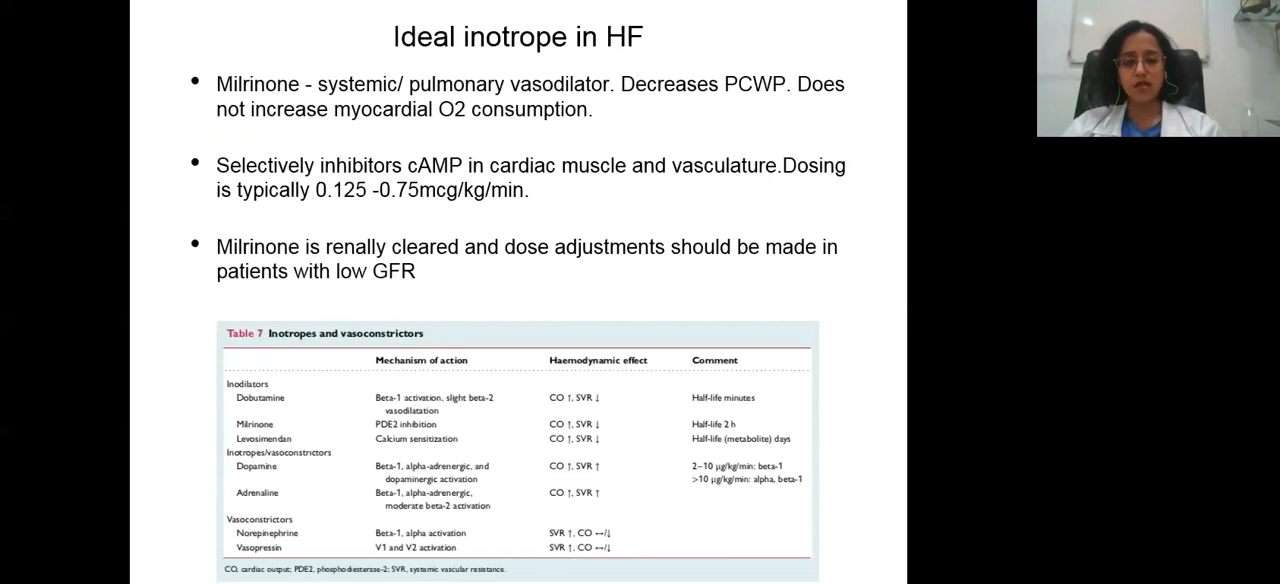 Ideal inotrope in HF
• Milrinone - systemic/ pulmonary vasodilator. Decreases PCWP. Does
not increase myocardial O2 consumption.
• Selectively inhibitors cAMP in cardiac muscle and vasculature.Dosing
is typically 0.125 -0.75mcg/kg/min.
• Milrinone is renally cleared and dose adjustments should be made in
patients with low GFR
Table 7 Inotropes and vasoconstrictors
Mechanism of action Haemodynamic effect Comment
Inodilators
Dobutamine Beta-1 activation, slight beta-2 CO ↑, SVR ↓ Half-life minutes
vasodilatation
Milrinone PDE2 inhibition CO ↑, SVR ↓ Half-life 2 h
Levosimendan Calcium sensitization CO ↑, SVR ↓ Half-life (metabolite) days
Inotropes/vasoconstrictors
Dopamine Beta-1, alpha-adrenergic, and CO ↑, SVR ↑ 2–10 µg/kg/min: beta-1
dopaminergic activation >10 µg/kg/min: alpha, beta-1
Adrenaline Beta-1, alpha-adrenergic, CO ↑, SVR ↑
moderate beta-2 activation
Vasoconstrictors
Norepinephrine Beta-1, alpha activation SVR ↑, CO ↔/↓
Vasopressin V1 and V2 activation SVR ↑, CO ↔/↓
CO, cardiac output; PDE2, phosphodiesterase-2; SVR, systemic vascular resistance.